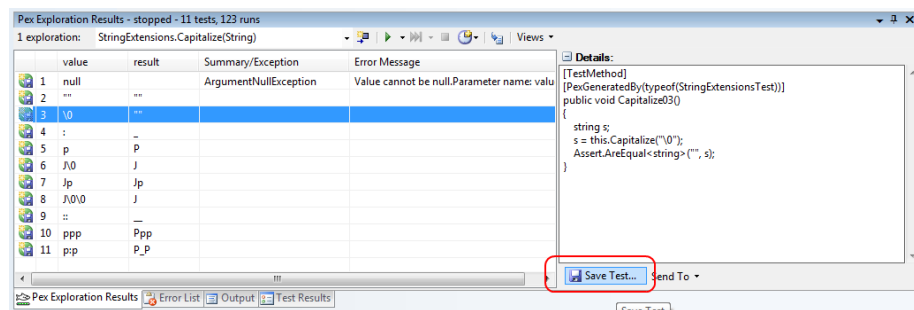 Pex Exploration Results - stopped - 11 tests, 123 runs
1 exploration: StringExtensions.Capitalize(String) Views
value result Summary/Exception Error Message
1 null ArgumentNullException Value cannot be null.Parameter name: valu
2 "" ""
3 \0 ""
4 : _
5 p P
6 J\0 J
7 Jp Jp
8 J\0\0 J
9 :: __
10 ppp Ppp
11 p:p P_P
Details:
[TestMethod]
[PexGeneratedBy(typeof(StringExtensionsTest))]
public void Capitalize03()
{
string s;
s = this.Capitalize("\0");
Assert.AreEqual<string>("", s);
}
Save Test... Send To
Pex Exploration Results Error List Output Test Results
Save Test